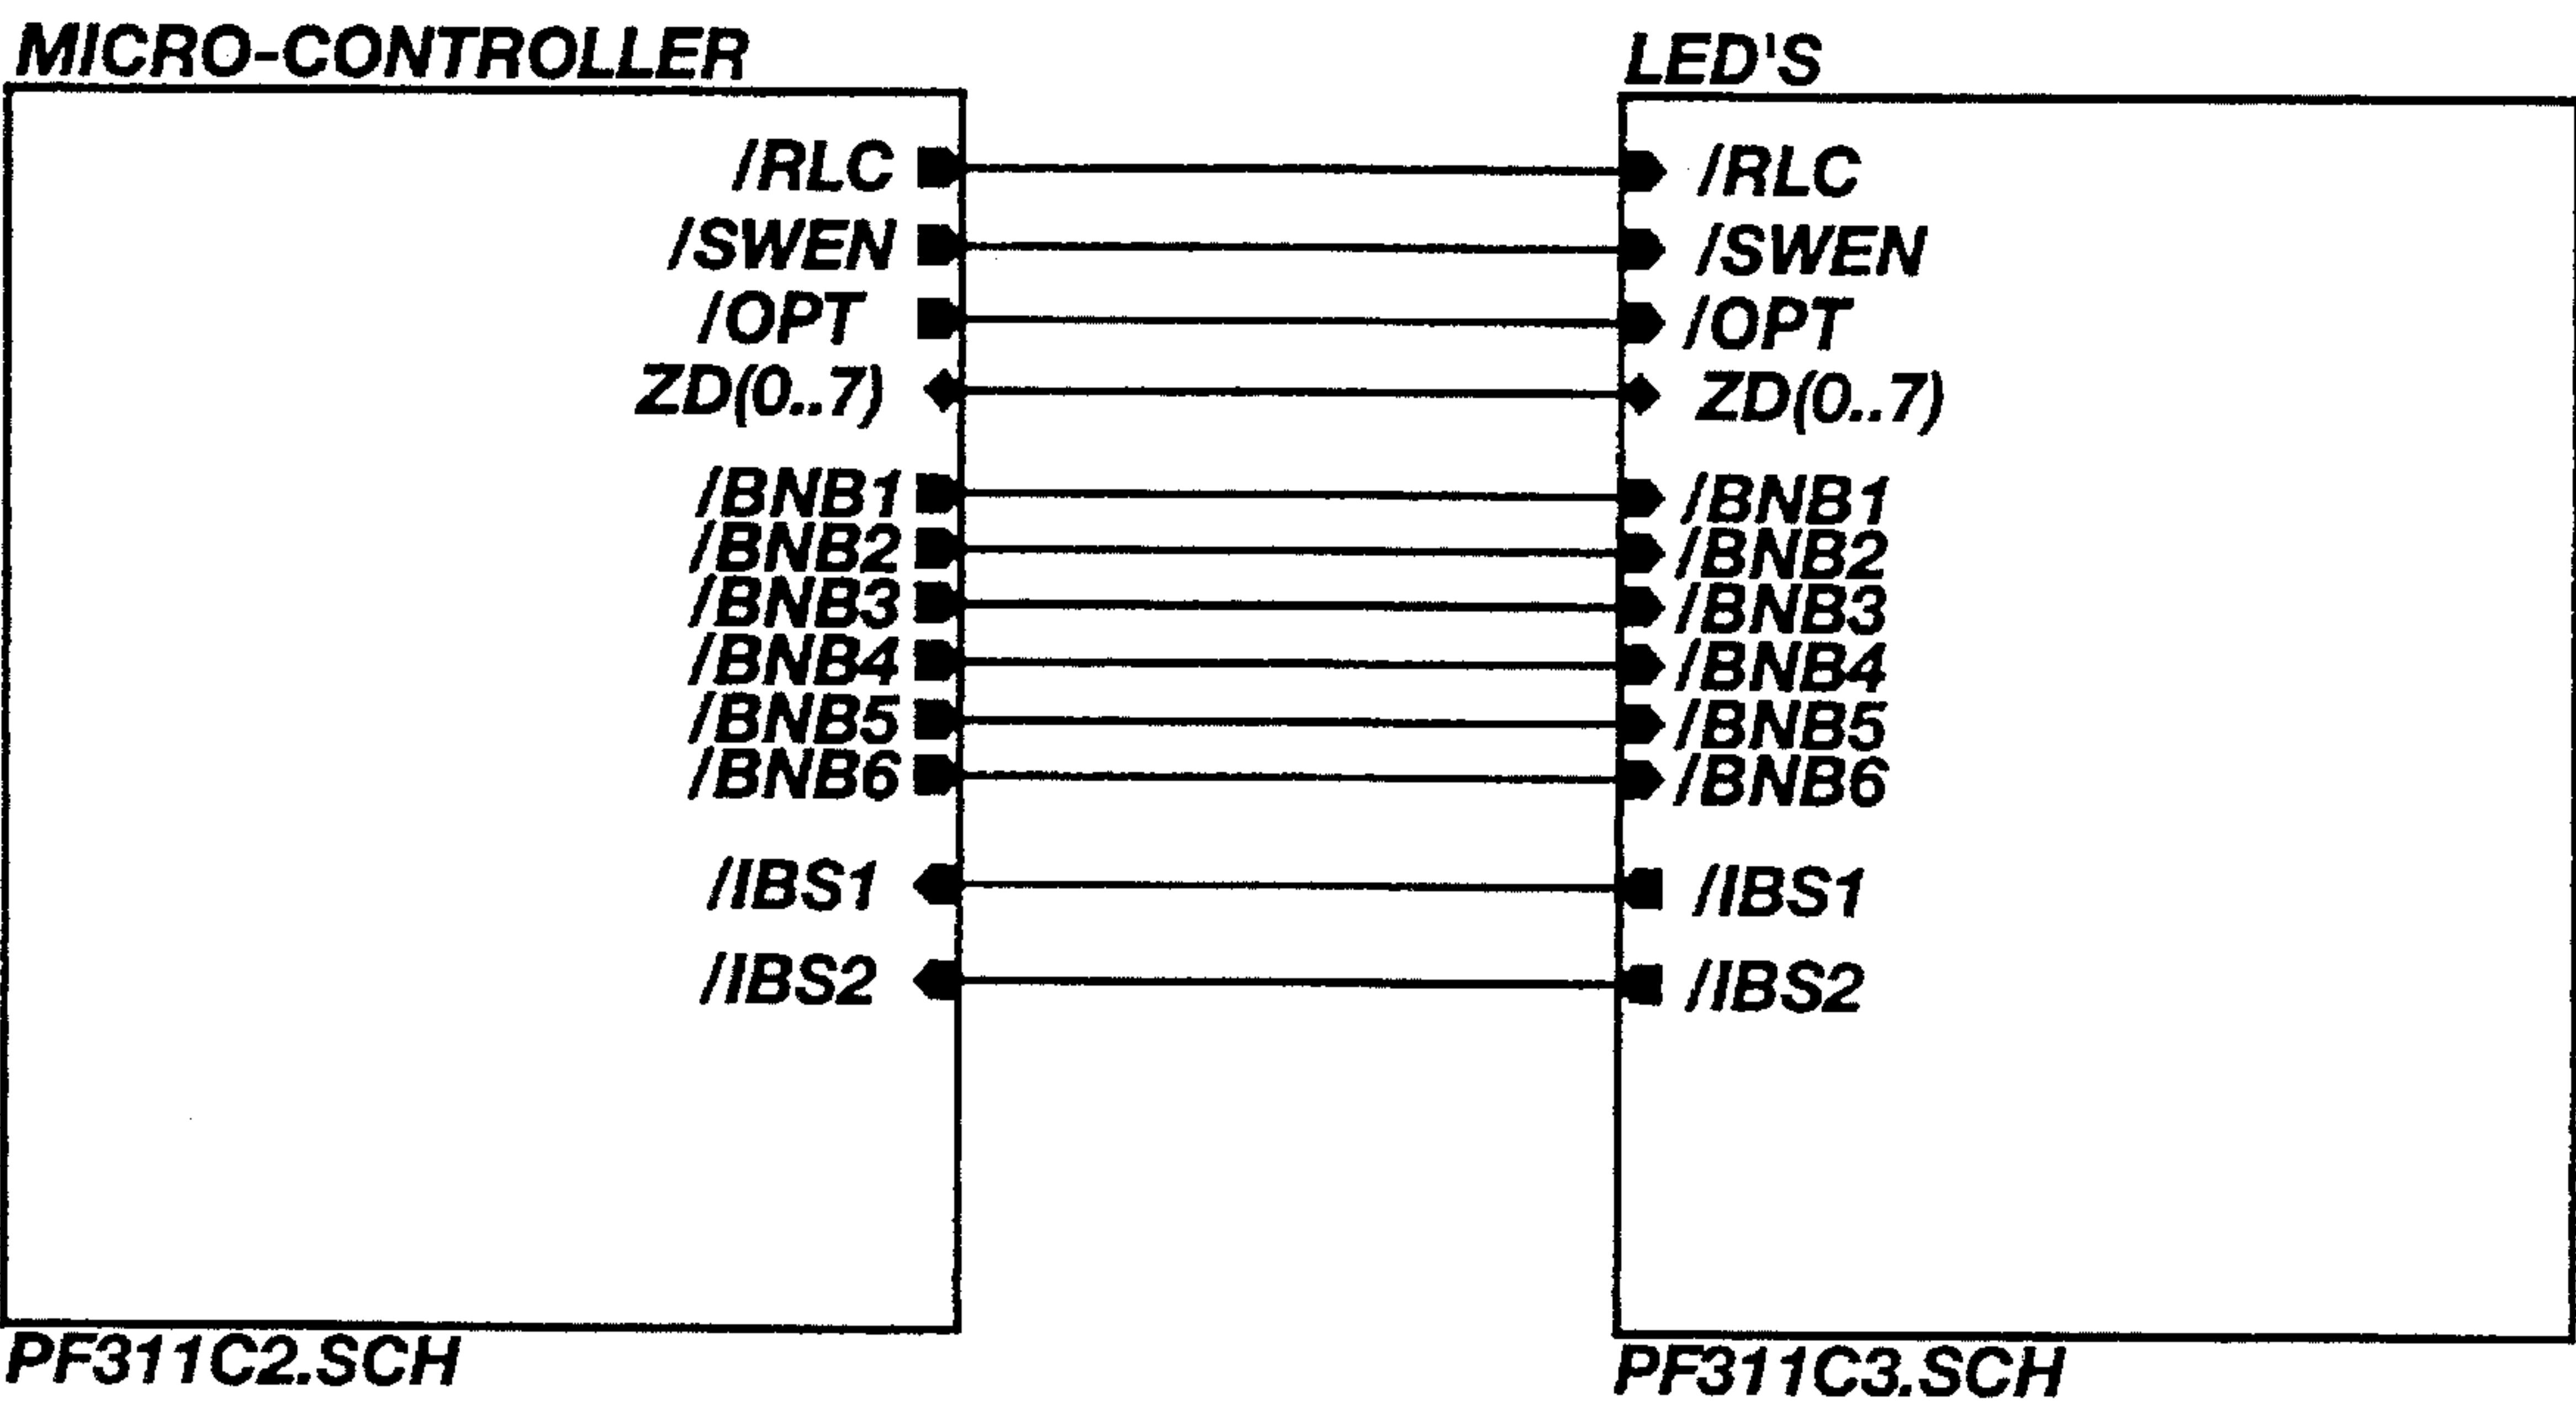 MICRO-CONTROLLER
/RLC
/SWEN
/OPT
ZD(0..7)
/BNB1
/BNB2
/BNB3
/BNB4
/BNB5
/BNB6
/IBS1
/IBS2
PF311C2.SCH
LED'S
/RLC
/SWEN
/OPT
ZD(0..7)
/BNB1
/BNB2
/BNB3
/BNB4
/BNB5
/BNB6
/IBS1
/IBS2
PF311C3.SCH